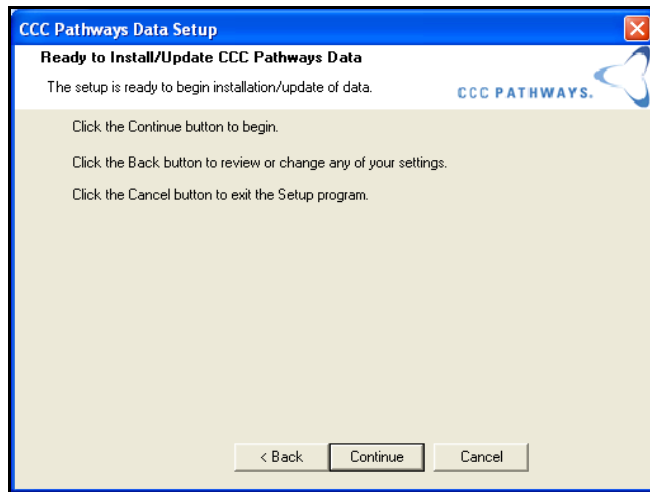 CCC Pathways Data Setup
Ready to Install/Update CCC Pathways Data
The setup is ready to begin installation/update of data.
CCC PATHWAYS.
Click the Continue button to begin.
Click the Back button to review or change any of your settings.
Click the Cancel button to exit the Setup program.
< Back Continue Cancel